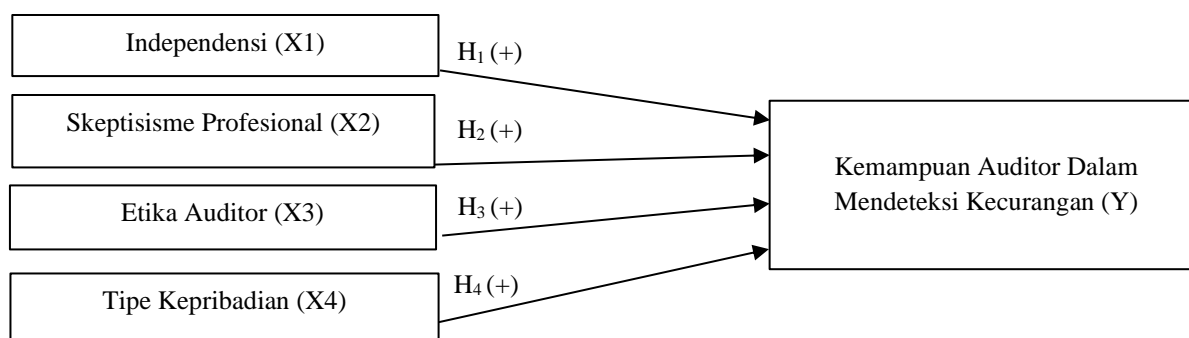 Independensi (X1)
H₁ (+)
Skeptisisme Profesional (X2)
H₂ (+)
Etika Auditor (X3)
H₃ (+)
Tipe Kepribadian (X4)
H₄ (+)
Kemampuan Auditor Dalam
Mendeteksi Kecurangan (Y)